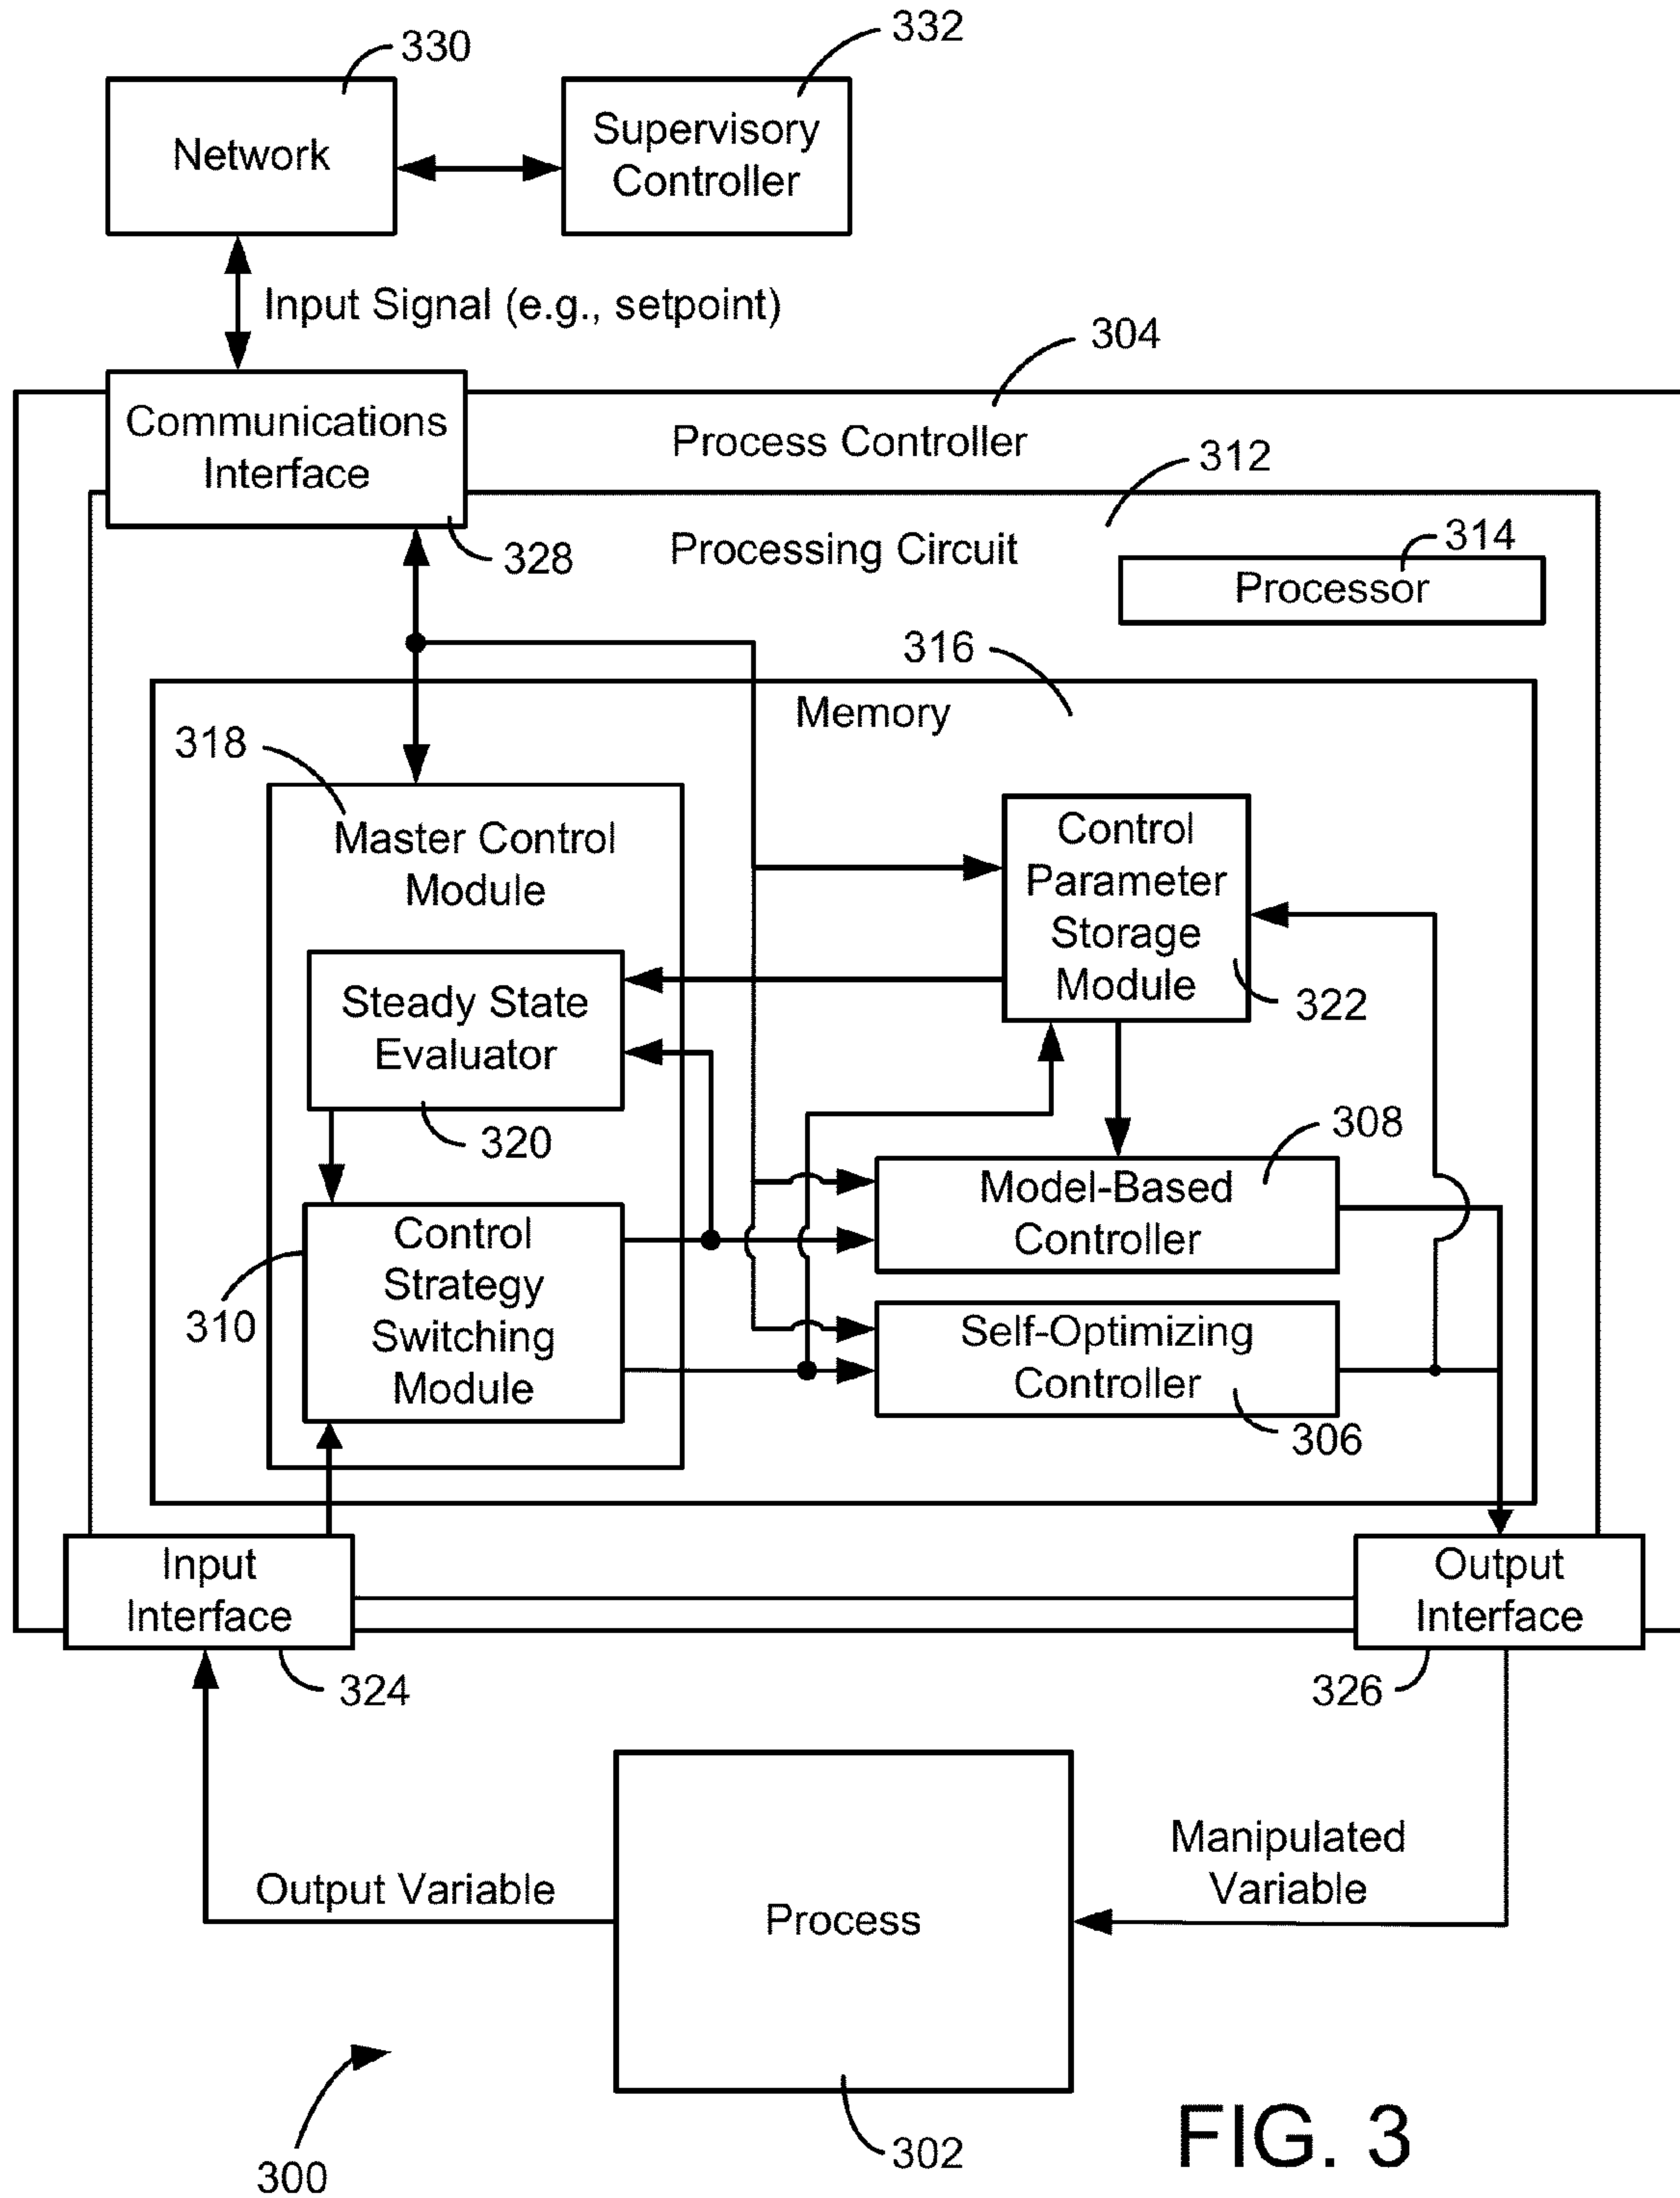 330
332
Network
Supervisory
Controller
Input Signal (e.g., setpoint)
304
Communications
Interface
Process Controller
312
328
Processing Circuit
314
Processor
316
Memory
318
Master Control
Module
Control
Parameter
Storage
Module
322
Steady State
Evaluator
320
308
Model-Based
Controller
Control
Strategy
Switching
Module
310
Self-Optimizing
Controller
306
Input
Interface
Output
Interface
324
326
Manipulated
Variable
Output Variable
Process
302
300
FIG. 3